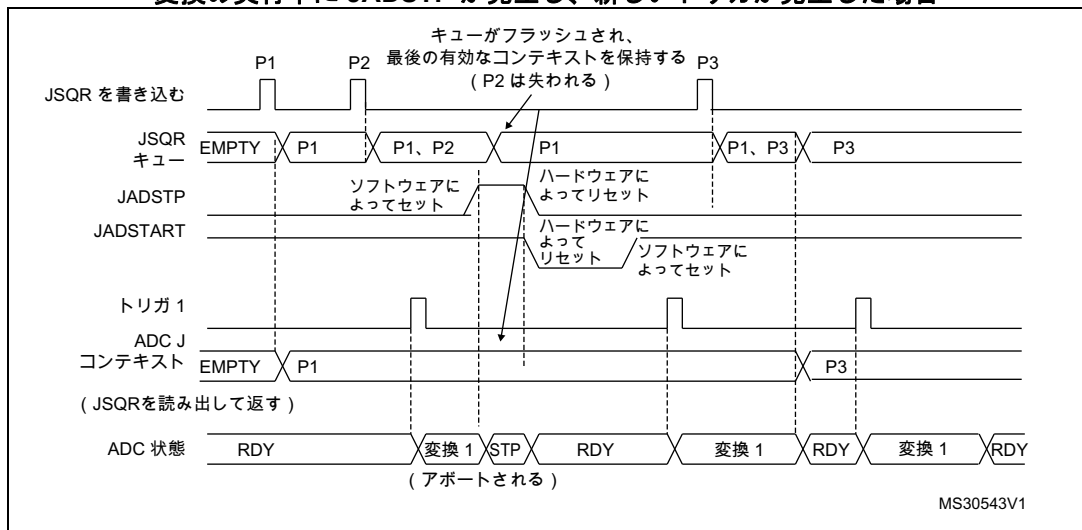 変換の実行中に JADSTP が発生し、新しいトリガが発生した場合
キューがフラッシュされ、
最後の有効なコンテキストを保持する
( P2 は失われる )
P1
P2
P3
JSQR を書き込む
JSQR
キュー
EMPTY
P1
P1、P2
P1
P1、P3
P3
JADSTP
ソフトウェアに
よってセット
ハードウェアに
よってリセット
JADSTART
ハードウェアに
よって
リセット
ソフトウェアに
よってセット
トリガ 1
ADC J
コンテキスト
EMPTY
P1
P3
( JSQRを読み出して返す )
ADC 状態
RDY
変換 1
STP
RDY
変換 1
RDY
変換 1
RDY
( アボートされる )
MS30543V1